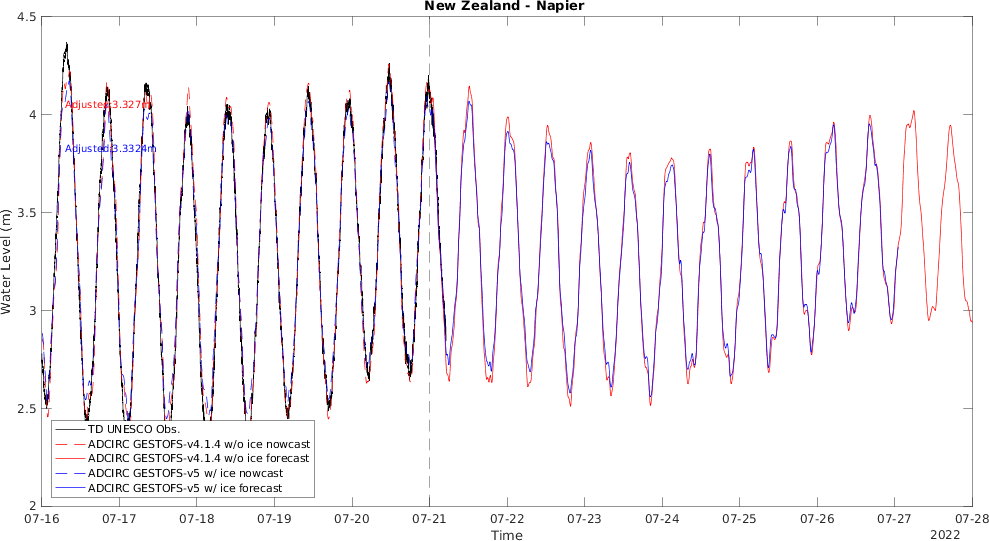 New Zealand - Napier
4.5
4
3.5
3
2.5
2
Water Level (m)
Adjusted:3.327m
Adjusted:3.3324m
TD UNESCO Obs.
ADCIRC GESTOFS-v4.1.4 w/o ice nowcast
ADCIRC GESTOFS-v4.1.4 w/o ice forecast
ADCIRC GESTOFS-v5 w/ ice nowcast
ADCIRC GESTOFS-v5 w/ ice forecast
07-16 07-17 07-18 07-19 07-20 07-21 07-22 07-23 07-24 07-25 07-26 07-27 07-28
Time
2022